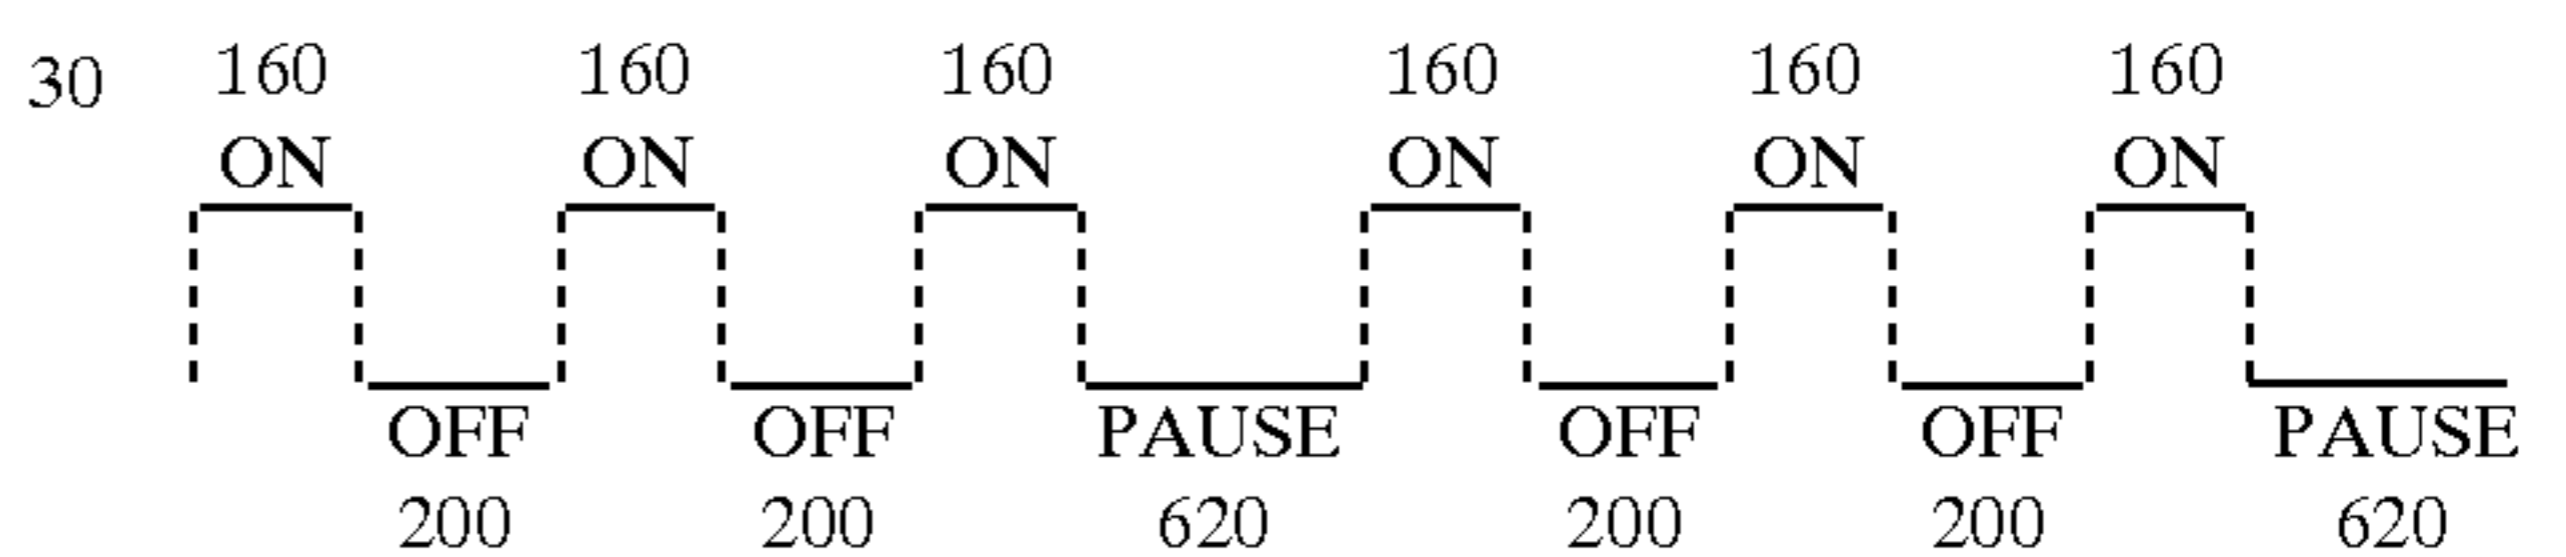 30 160 160 160 160 160 160
ON ON ON ON ON ON
OFF OFF PAUSE OFF OFF PAUSE
200 200 620 200 200 620